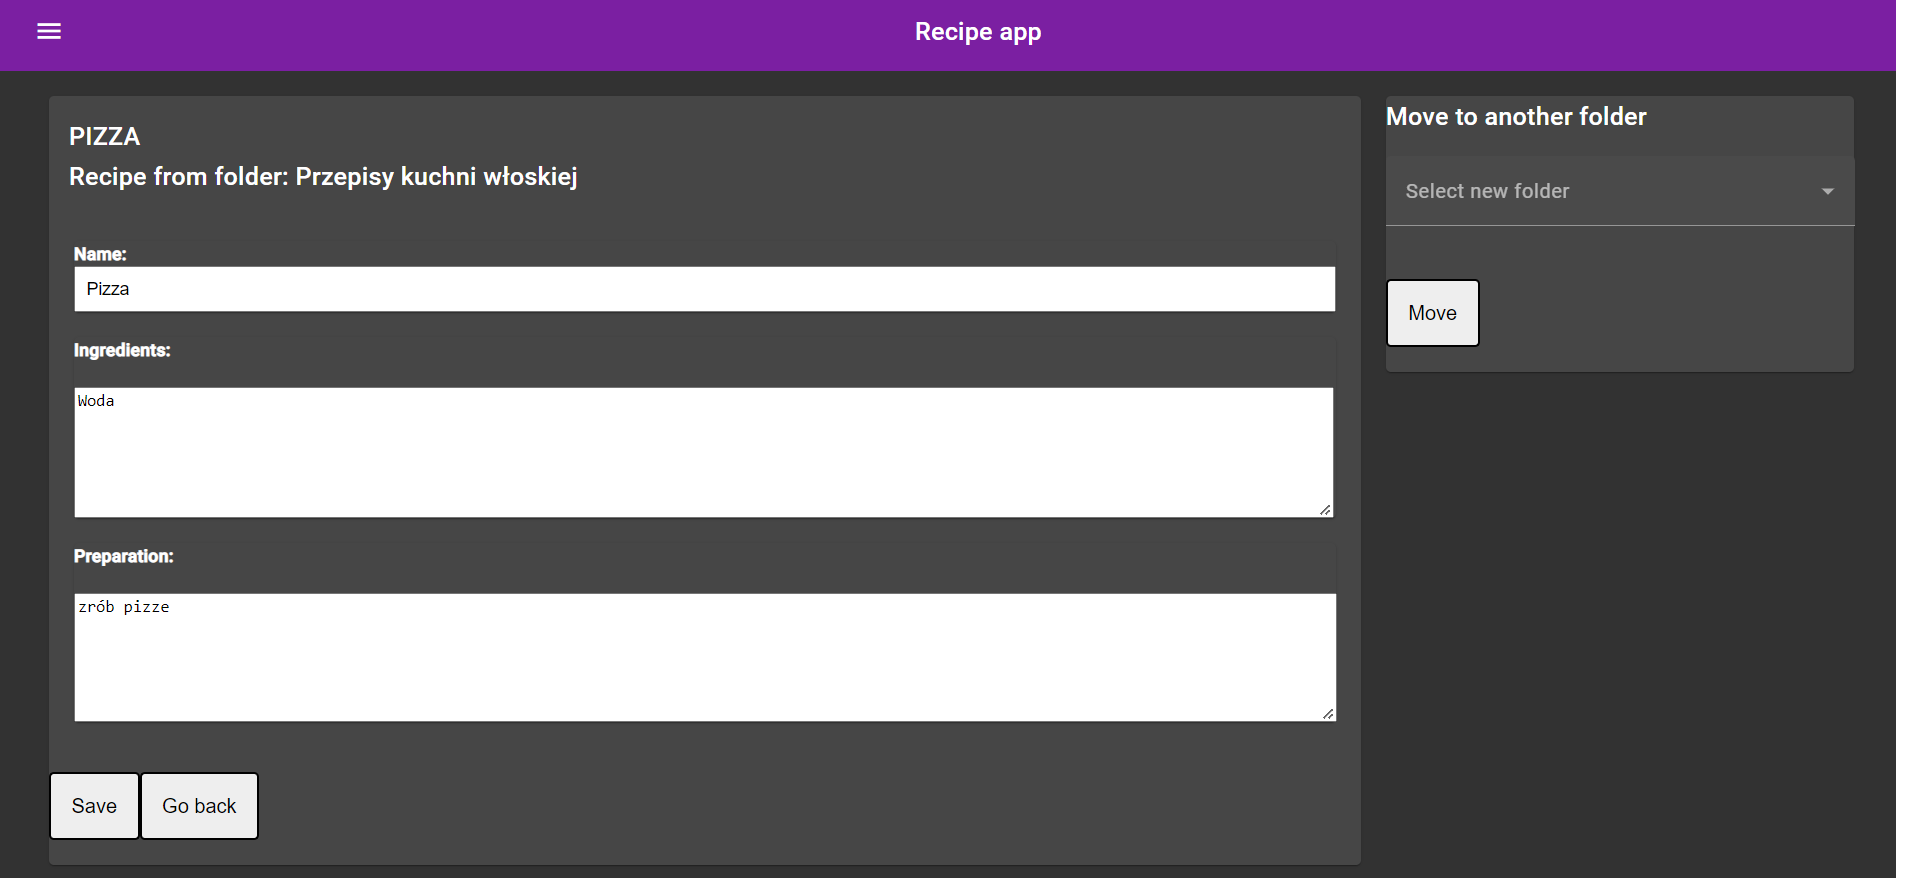 Recipe app
PIZZA
Recipe from folder: Przepisy kuchni włoskiej
Name:
Pizza
Ingredients:
Woda
Preparation:
zrób pizze
Save
Go back
Move to another folder
Select new folder
Move